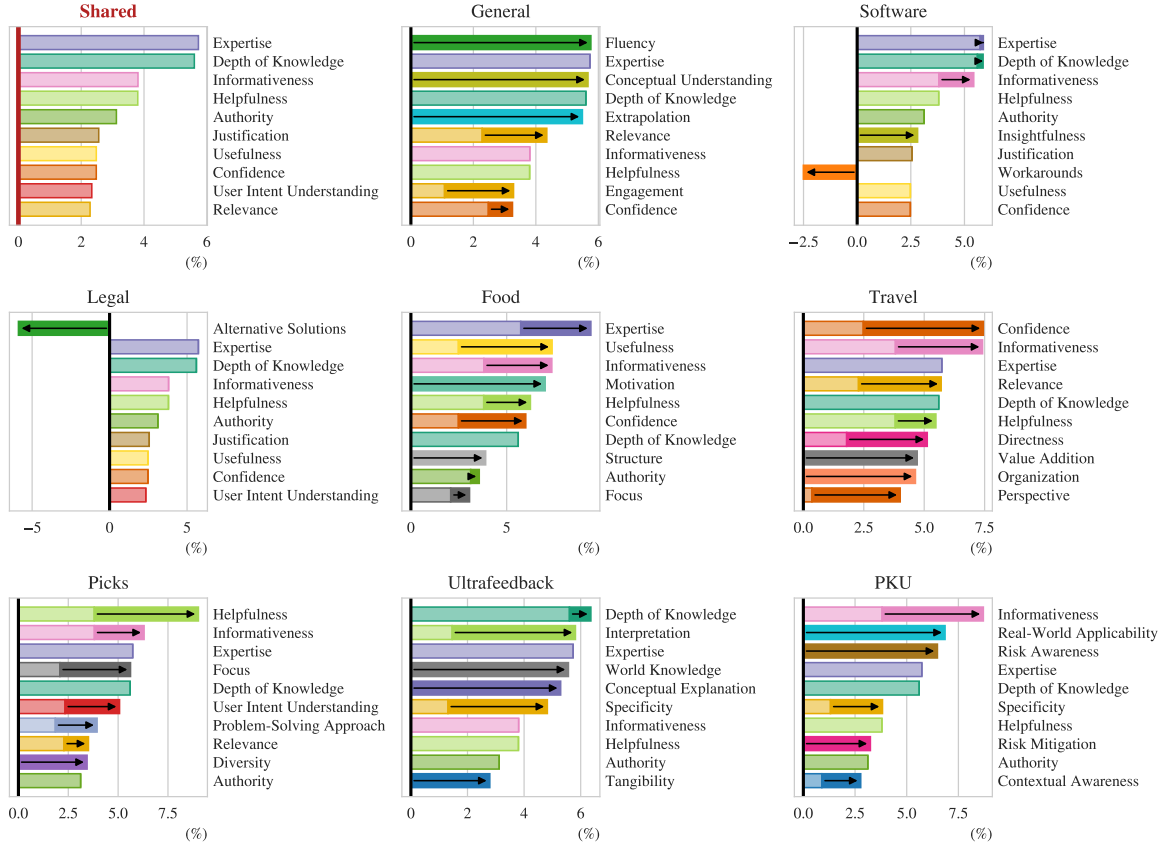 Shared
Expertise
Depth of Knowledge
Informativeness
Helpfulness
Authority
Justification
Usefulness
Confidence
User Intent Understanding
Relevance
0 2 4 6
(%)
General
Fluency
Expertise
Conceptual Understanding
Depth of Knowledge
Extrapolation
Relevance
Informativeness
Helpfulness
Engagement
Confidence
0 2 4 6
(%)
Software
Expertise
Depth of Knowledge
Informativeness
Helpfulness
Authority
Insightfulness
Justification
Workarounds
Usefulness
Confidence
−2.5 0.0 2.5 5.0
(%)
Legal
Alternative Solutions
Expertise
Depth of Knowledge
Informativeness
Helpfulness
Authority
Justification
Usefulness
Confidence
User Intent Understanding
−5 0 5
(%)
Food
Expertise
Usefulness
Informativeness
Motivation
Helpfulness
Confidence
Depth of Knowledge
Structure
Authority
Focus
0 5
(%)
Travel
Confidence
Informativeness
Expertise
Relevance
Depth of Knowledge
Helpfulness
Directness
Value Addition
Organization
Perspective
0.0 2.5 5.0 7.5
(%)
Picks
Helpfulness
Informativeness
Expertise
Focus
Depth of Knowledge
User Intent Understanding
Problem-Solving Approach
Relevance
Diversity
Authority
0.0 2.5 5.0 7.5
(%)
Ultrafeedback
Depth of Knowledge
Interpretation
Expertise
World Knowledge
Conceptual Explanation
Specificity
Informativeness
Helpfulness
Authority
Tangibility
0 2 4 6
(%)
PKU
Informativeness
Real-World Applicability
Risk Awareness
Expertise
Depth of Knowledge
Specificity
Helpfulness
Risk Mitigation
Authority
Contextual Awareness
0.0 2.5 5.0 7.5
(%)